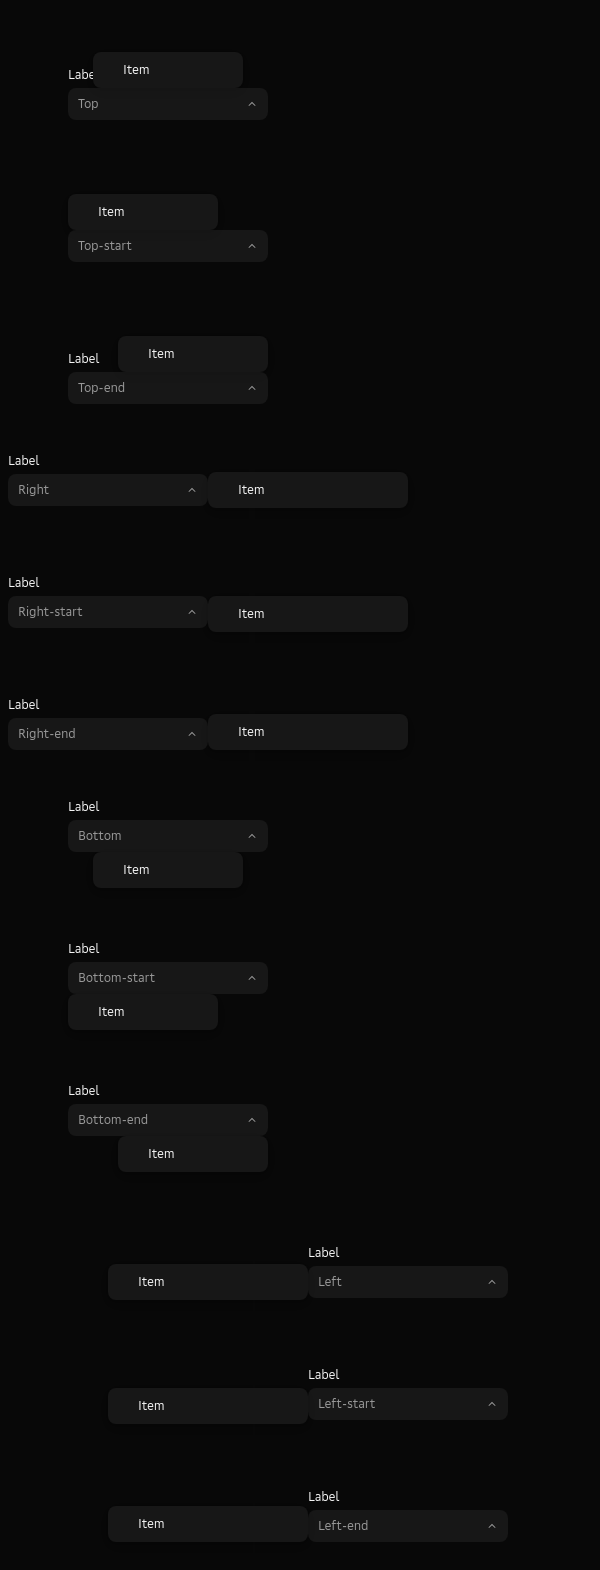 Labe
Item
Top
Item
Top-start
Label
Item
Top-end
Label
Right
Item
Label
Right-start
Item
Label
Right-end
Item
Label
Bottom
Item
Label
Bottom-start
Item
Label
Bottom-end
Item
Label
Item
Left
Label
Item
Left-start
Label
Item
Left-end